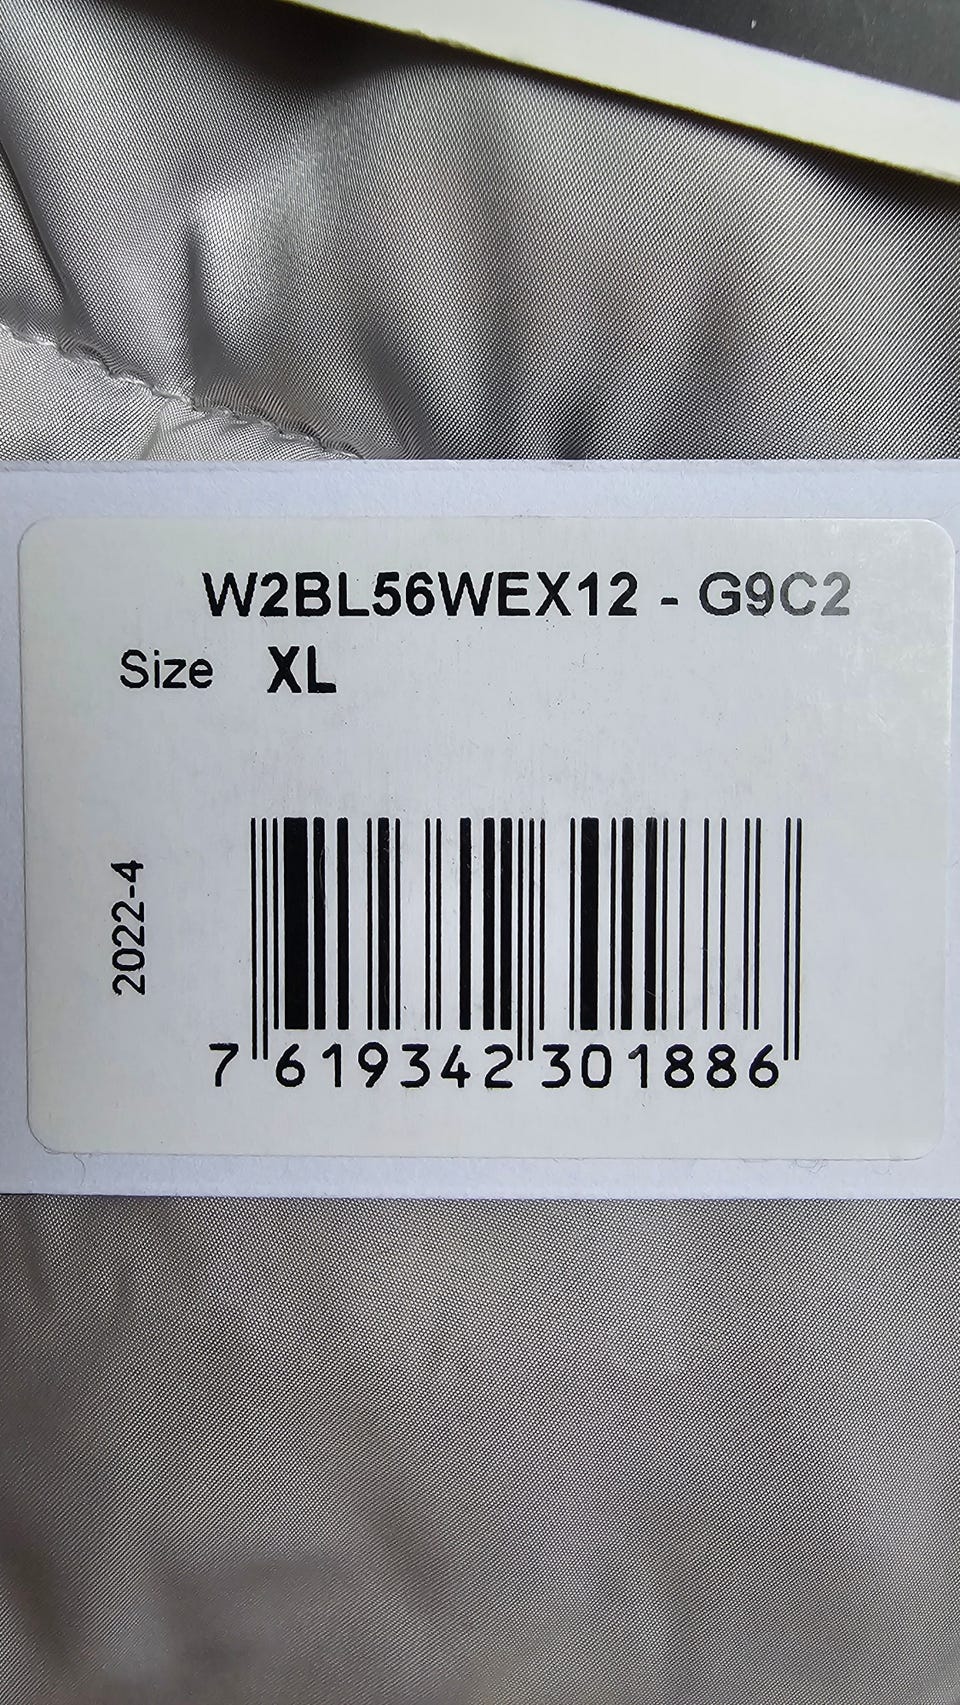 W2BL56WEX12 - G9C2
Size XL
2022-4
7 619342 301886